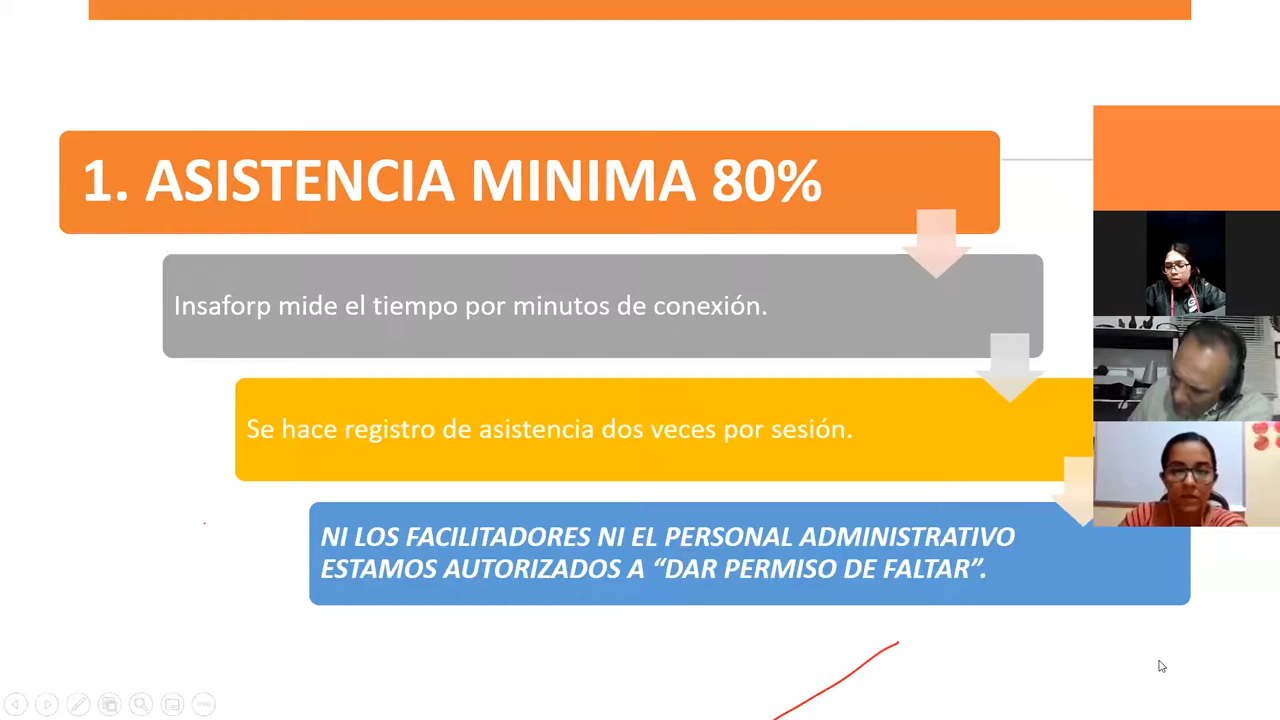 1. ASISTENCIA MINIMA 80%
Insaforp mide el tiempo por minutos de conexión.
Se hace registro de asistencia dos veces por sesión.
NI LOS FACILITADORES NI EL PERSONAL ADMINISTRATIVO
ESTAMOS AUTORIZADOS A “DAR PERMISO DE FALTAR”.